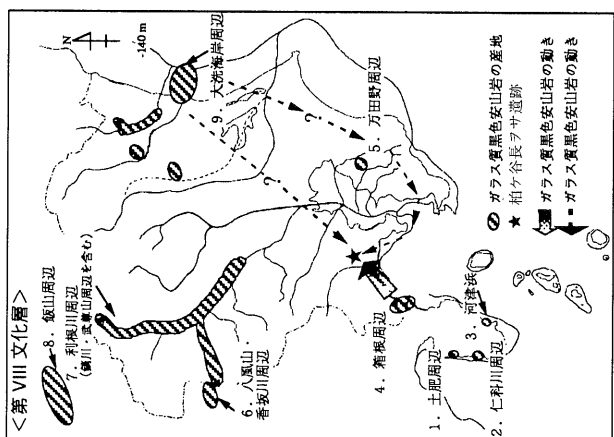 <第 VIII 文化層>
8．飯山周辺
7．利根川周辺
(鏑川・武尊山周辺を含む)
6．八風山・
香坂川周辺
4．箱根周辺
1．土肥周辺
2．仁科川周辺
3．河津浜
N
-140m
大洗海岸周辺
9．
5．万田野周辺
?
?
ガラス質黒色安山岩の産地
★ 柏ケ谷長ヲサ遺跡
ガラス質黒色安山岩の動き
ガラス質黒色安山岩の動き